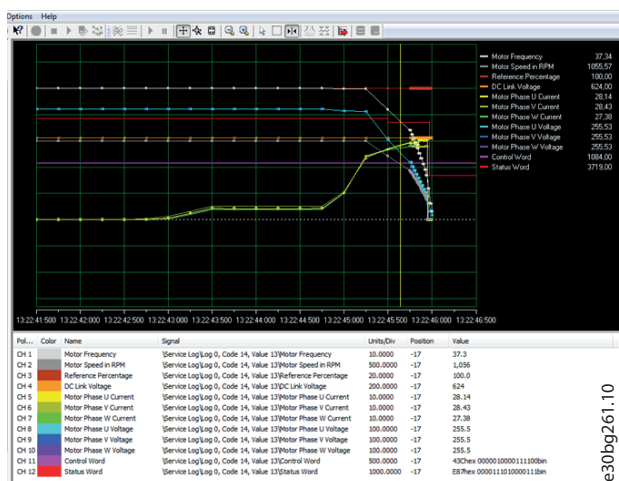 Options Help
Motor Frequency 37,34
Motor Speed in RPM 1055,57
Reference Percentage 100,00
DC Link Voltage 624,00
Motor Phase U Current 28,14
Motor Phase V Current 28,43
Motor Phase W Current 27,38
Motor Phase U Voltage 255,53
Motor Phase V Voltage 255,53
Motor Phase W Voltage 255,53
Control Word 1084,00
Status Word 3719,00
13:22:41:500 13:22:42:000 13:22:42:500 13:22:43:000 13:22:43:500 13:22:44:000 13:22:44:500 13:22:45:000 13:22:45:500 13:22:46:000 13:22:46:500
Pol... Color Name Signal Units/Div Position Value
CH 1 Motor Frequency \Service Log\Log 0, Code 14, Value 13\Motor Frequency 10.0000 -17 37.3
CH 2 Motor Speed in RPM \Service Log\Log 0, Code 14, Value 13\Motor Speed in RPM 500.0000 -17 1,056
CH 3 Reference Percentage \Service Log\Log 0, Code 14, Value 13\Reference Percentage 20.0000 -17 100.0
CH 4 DC Link Voltage \Service Log\Log 0, Code 14, Value 13\DC Link Voltage 200.0000 -17 624
CH 5 Motor Phase U Current \Service Log\Log 0, Code 14, Value 13\Motor Phase U Current 10.0000 -17 28.14
CH 6 Motor Phase V Current \Service Log\Log 0, Code 14, Value 13\Motor Phase V Current 10.0000 -17 28.43
CH 7 Motor Phase W Current \Service Log\Log 0, Code 14, Value 13\Motor Phase W Current 10.0000 -17 27.38
CH 8 Motor Phase U Voltage \Service Log\Log 0, Code 14, Value 13\Motor Phase U Voltage 100.0000 -17 255.5
CH 9 Motor Phase V Voltage \Service Log\Log 0, Code 14, Value 13\Motor Phase V Voltage 100.0000 -17 255.5
CH 10 Motor Phase W Voltage \Service Log\Log 0, Code 14, Value 13\Motor Phase W Voltage 100.0000 -17 255.5
CH 11 Control Word \Service Log\Log 0, Code 14, Value 13\Control Word 500.0000 -17 43Chex 0000010000111100bin
CH 12 Status Word \Service Log\Log 0, Code 14, Value 13\Status Word 1000.0000 -17 E87hex 0000111010000111bin
e30bg261.10